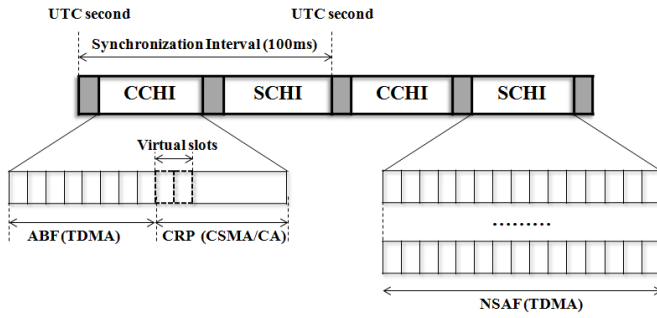 UTC second UTC second
Synchronization Interval (100ms)
CCHI SCHI CCHI SCHI
Virtual slots
.........
ABF(TDMA) CRP (CSMA/CA)
NSAF(TDMA)